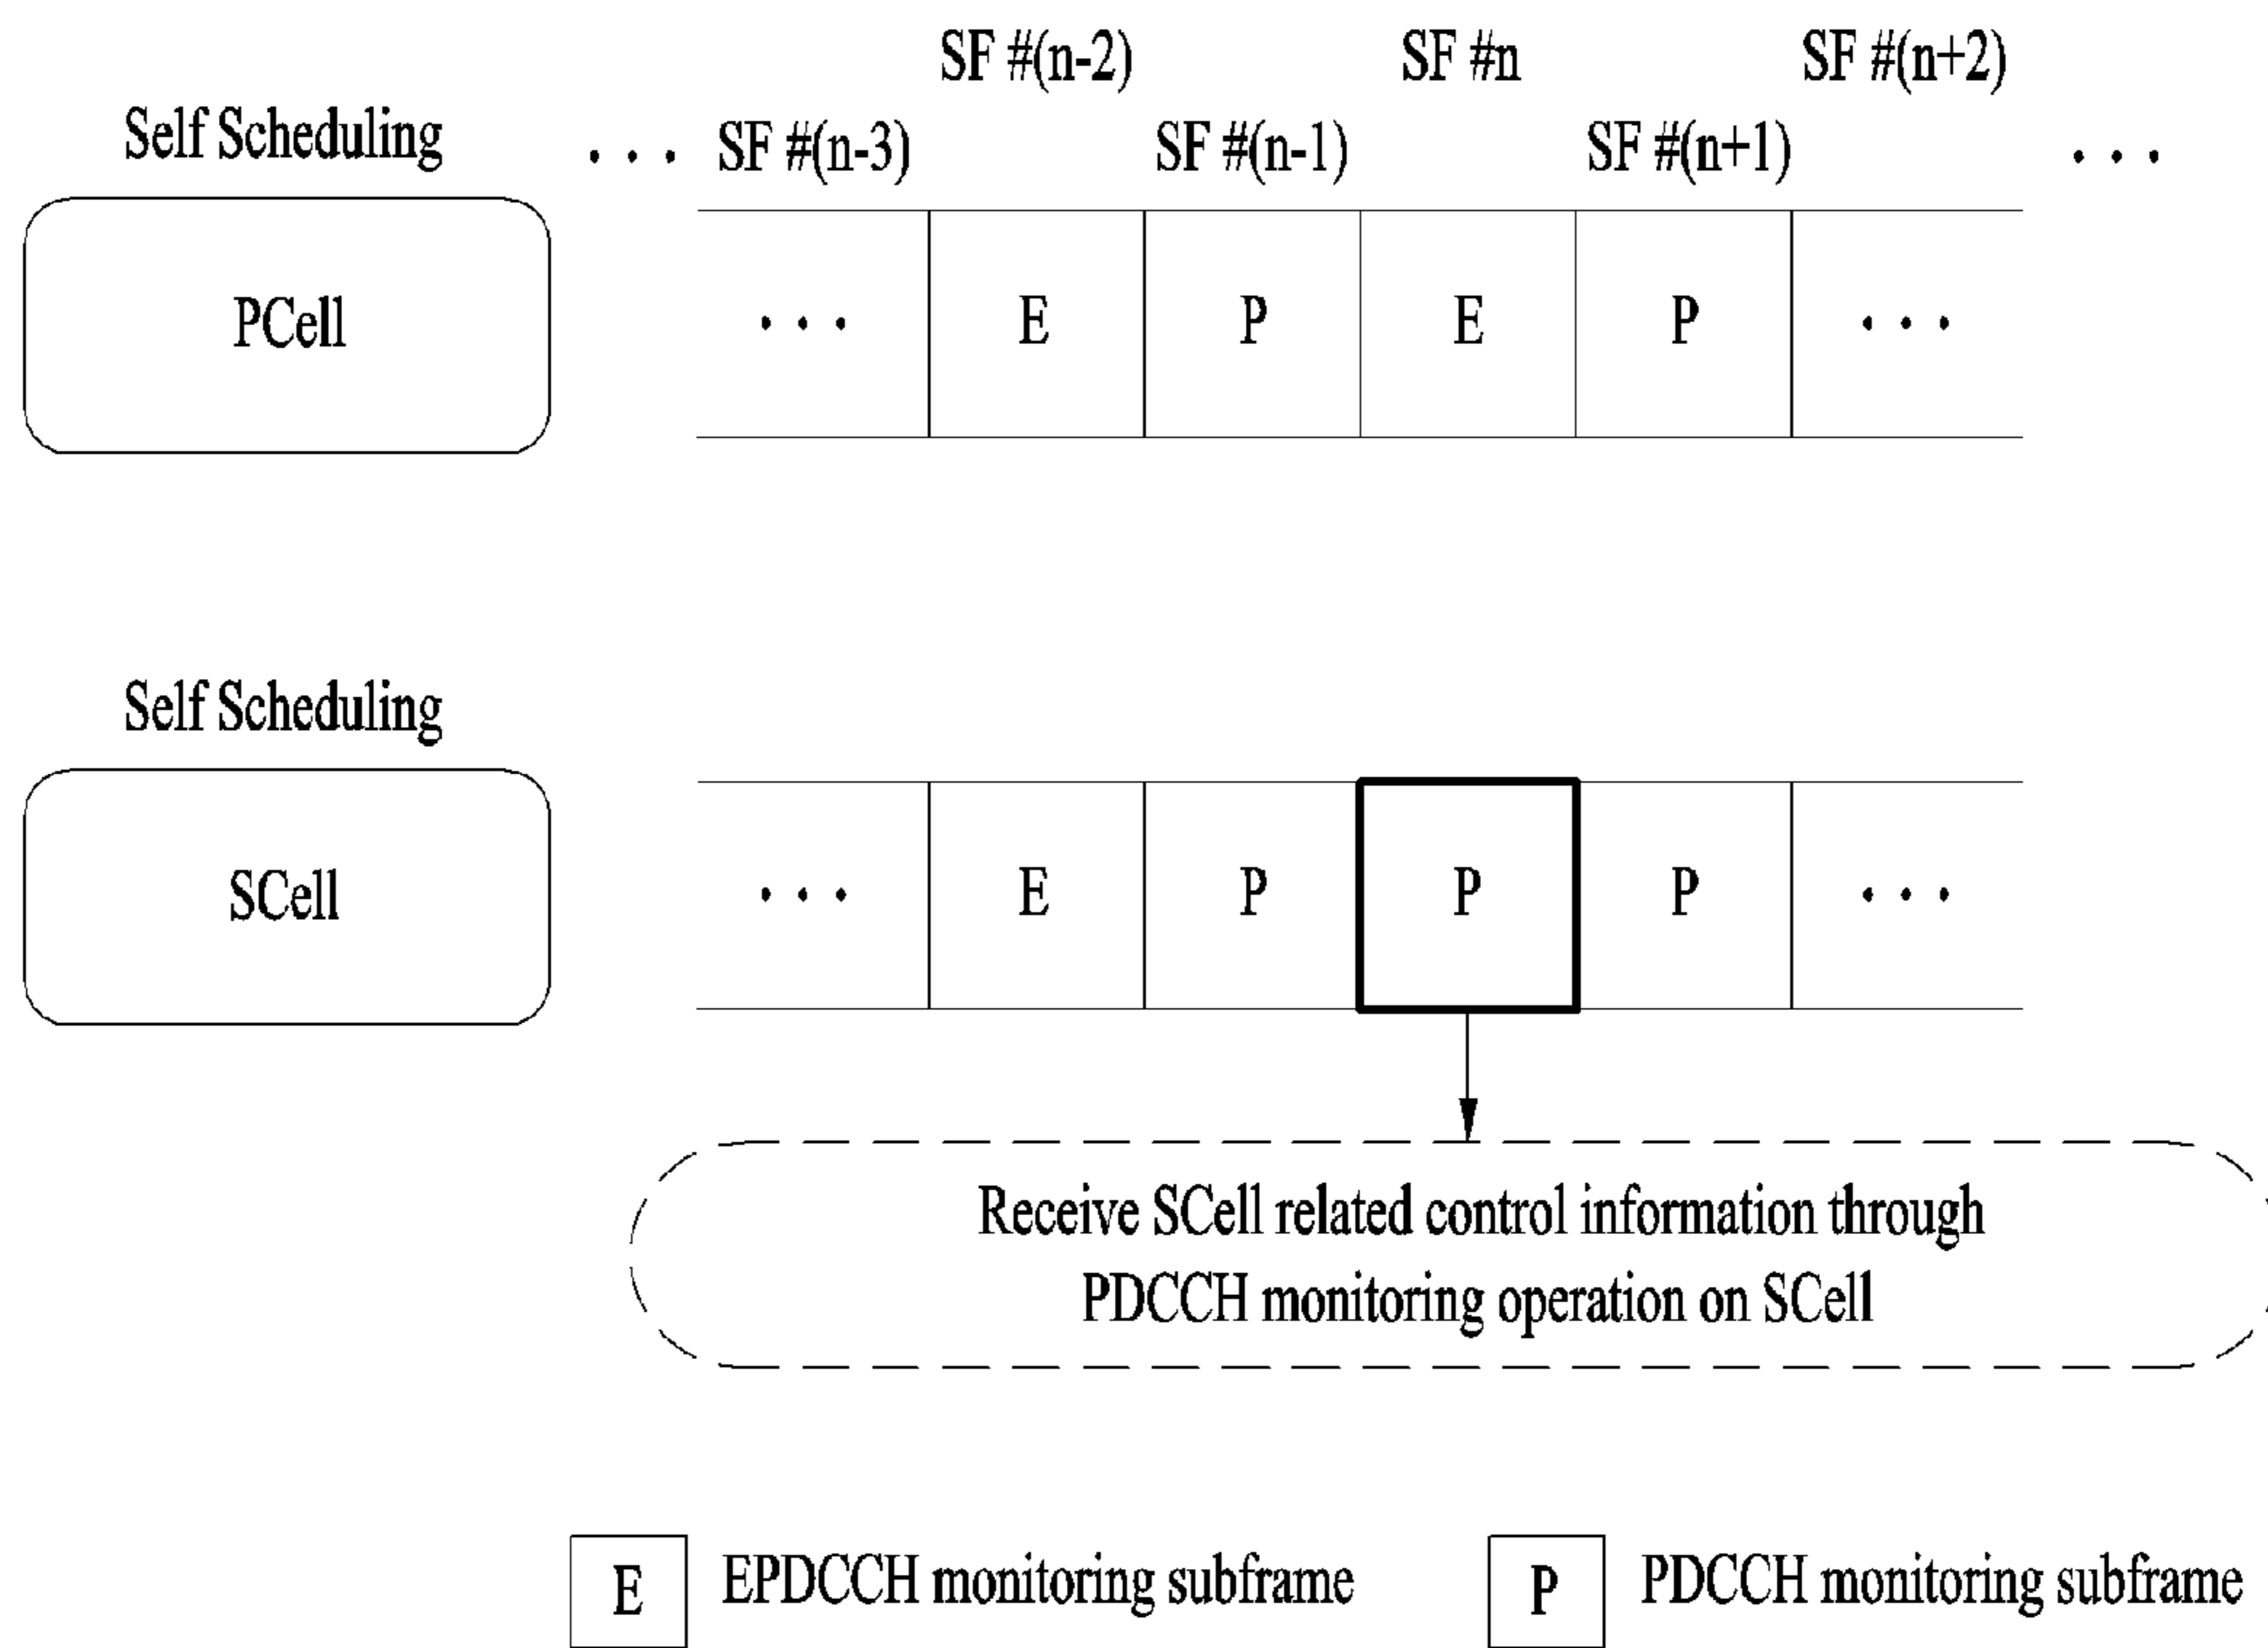 SF #(n-2) SF #n SF #(n+2)
Self Scheduling ... SF #(n-3) SF #(n-1) SF #(n+1) ...
PCell ... E P E P ...
Self Scheduling
SCell ... E P P P ...
Receive SCell related control information through
PDCCH monitoring operation on SCell
E EPDCCH monitoring subframe P PDCCH monitoring subframe